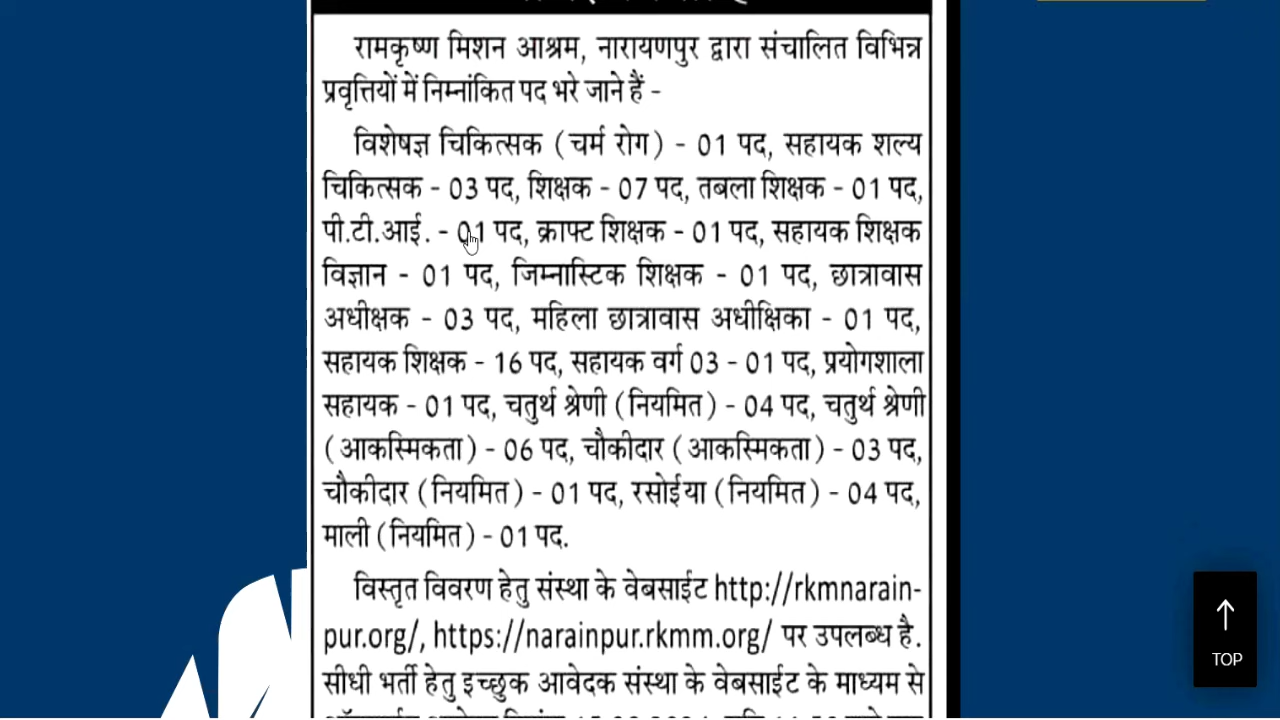 रामकृष्ण मिशन आश्रम, नारायणपुर द्वारा संचालित विभिन्न
प्रवृत्तियों में निम्नांकित पद भरे जाने हैं -
विशेषज्ञ चिकित्सक (चर्म रोग) - 01 पद, सहायक शल्य
चिकित्सक - 03 पद, शिक्षक - 07 पद, तबला शिक्षक - 01 पद,
पी.टी.आई. - 01 पद, क्राफ्ट शिक्षक - 01 पद, सहायक शिक्षक
विज्ञान - 01 पद, जिम्नास्टिक शिक्षक - 01 पद, छात्रावास
अधीक्षक - 03 पद, महिला छात्रावास अधीक्षिका - 01 पद,
सहायक शिक्षक - 16 पद, सहायक वर्ग 03 - 01 पद, प्रयोगशाला
सहायक - 01 पद, चतुर्थ श्रेणी (नियमित) - 04 पद, चतुर्थ श्रेणी
(आकस्मिकता) - 06 पद, चौकीदार (आकस्मिकता) - 03 पद,
चौकीदार (नियमित) - 01 पद, रसोईया (नियमित) - 04 पद,
माली (नियमित) - 01 पद.
विस्तृत विवरण हेतु संस्था के वेबसाईट http://rkmnarain-
pur.org/, https://narainpur.rkmm.org/ पर उपलब्ध है.
सीधी भर्ती हेतु इच्छुक आवेदक संस्था के वेबसाईट के माध्यम से
TOP